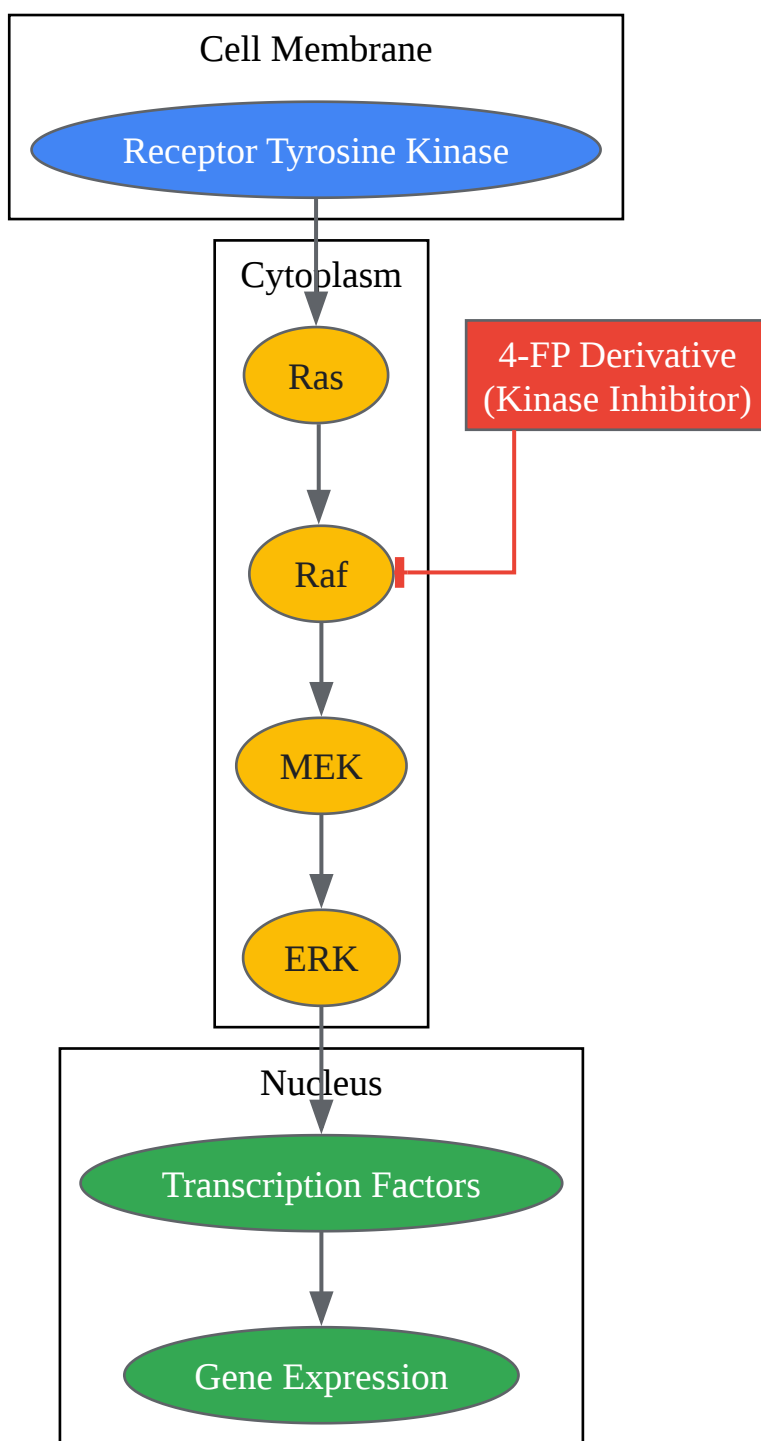 Cell Membrane
Receptor Tyrosine Kinase
Cytoplasm
Ras
4-FP Derivative
(Kinase Inhibitor)
Raf
MEK
ERK
Nucleus
Transcription Factors
Gene Expression